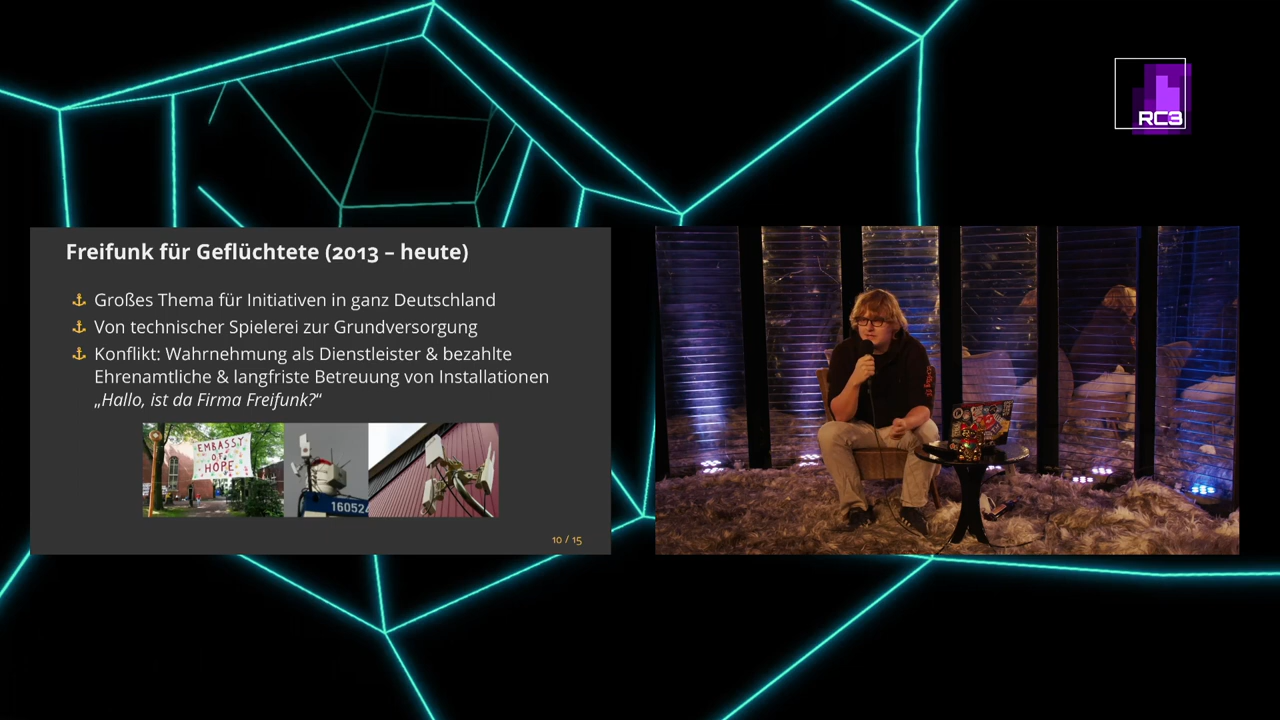 RC3
Freifunk für Geflüchtete (2013 – heute)
Großes Thema für Initiativen in ganz Deutschland
Von technischer Spielerei zur Grundversorgung
Konflikt: Wahrnehmung als Dienstleister & bezahlte
Ehrenamtliche & langfriste Betreuung von Installationen
„Hallo, ist da Firma Freifunk?“
EMBASSY
OF
HOPE
160524
10 / 15